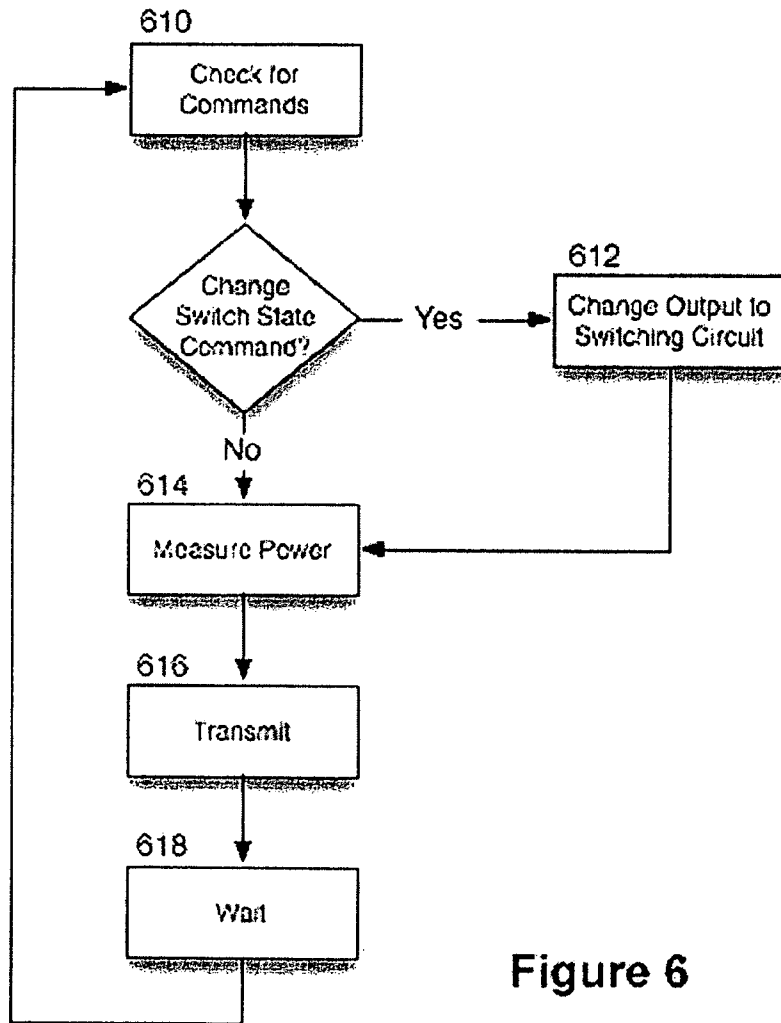 610
Check for
Commands
Change
Switch State
Command?
Yes
612
Change Output to
Switching Circuit
No
614
Measure Power
616
Transmit
618
Wait
Figure 6